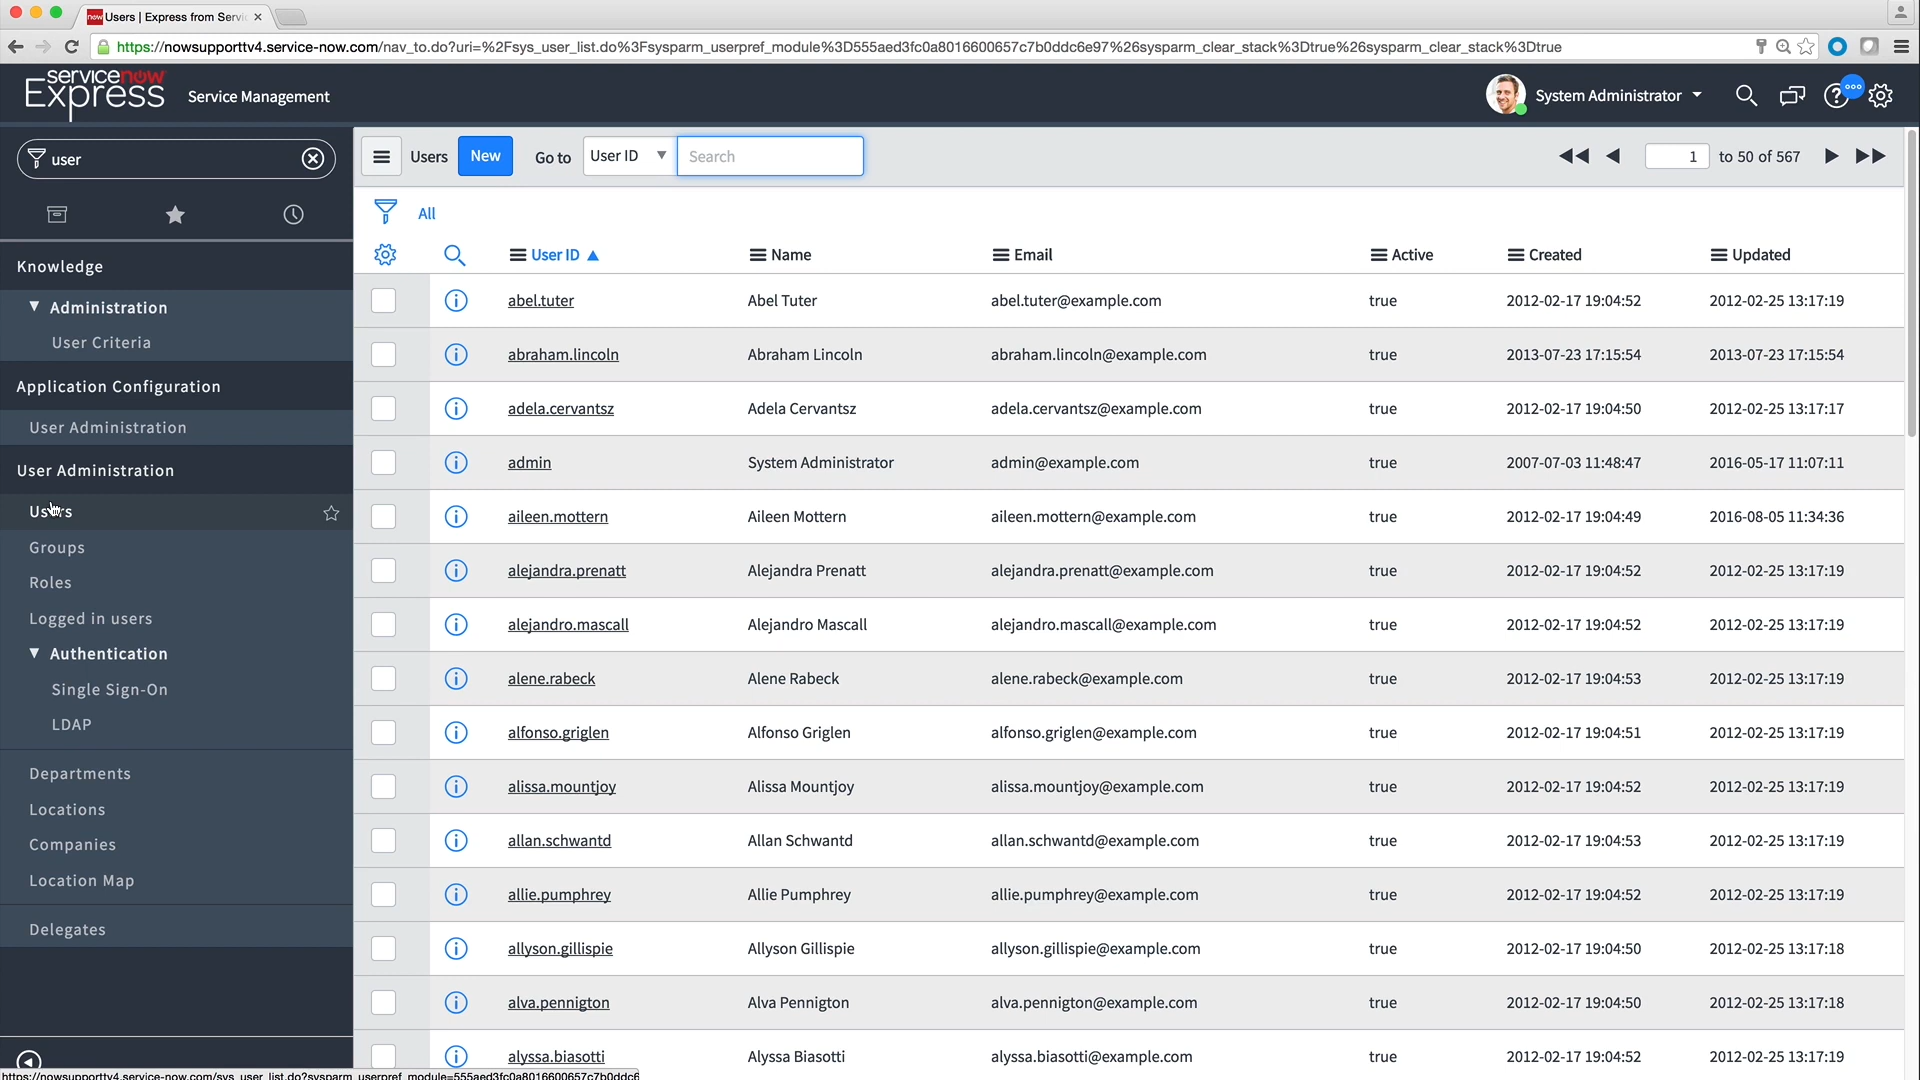 now Users | Express from Servi
https://nowsupporttv4.service-now.com/nav_to.do?uri=%2Fsys_user_list.do%3Fsysparm_userpref_module%3D555aed3fc0a8016600657c7b0ddc6e97%26sysparm_clear_stack%3Dtrue%26sysparm_clear_stack%3Dtrue
servicenow
Express Service Management
System Administrator
user
Users New Go to User ID Search 1 to 50 of 567
All
User ID Name Email Active Created Updated
Knowledge
Administration
User Criteria
Application Configuration
User Administration
User Administration
Users
Groups
Roles
Logged in users
Authentication
Single Sign-On
LDAP
Departments
Locations
Companies
Location Map
Delegates
abel.tuter Abel Tuter abel.tuter@example.com true 2012-02-17 19:04:52 2012-02-25 13:17:19
abraham.lincoln Abraham Lincoln abraham.lincoln@example.com true 2013-07-23 17:15:54 2013-07-23 17:15:54
adela.cervantsz Adela Cervantsz adela.cervantsz@example.com true 2012-02-17 19:04:50 2012-02-25 13:17:17
admin System Administrator admin@example.com true 2007-07-03 11:48:47 2016-05-17 11:07:11
aileen.mottern Aileen Mottern aileen.mottern@example.com true 2012-02-17 19:04:49 2016-08-05 11:34:36
alejandra.prenatt Alejandra Prenatt alejandra.prenatt@example.com true 2012-02-17 19:04:52 2012-02-25 13:17:19
alejandro.mascall Alejandro Mascall alejandro.mascall@example.com true 2012-02-17 19:04:52 2012-02-25 13:17:19
alene.rabeck Alene Rabeck alene.rabeck@example.com true 2012-02-17 19:04:53 2012-02-25 13:17:19
alfonso.griglen Alfonso Griglen alfonso.griglen@example.com true 2012-02-17 19:04:51 2012-02-25 13:17:19
alissa.mountjoy Alissa Mountjoy alissa.mountjoy@example.com true 2012-02-17 19:04:52 2012-02-25 13:17:19
allan.schwantd Allan Schwantd allan.schwantd@example.com true 2012-02-17 19:04:53 2012-02-25 13:17:19
allie.pumphrey Allie Pumphrey allie.pumphrey@example.com true 2012-02-17 19:04:52 2012-02-25 13:17:19
allyson.gillispie Allyson Gillispie allyson.gillispie@example.com true 2012-02-17 19:04:50 2012-02-25 13:17:18
alva.pennigton Alva Pennigton alva.pennigton@example.com true 2012-02-17 19:04:50 2012-02-25 13:17:18
alyssa.biasotti Alyssa Biasotti alyssa.biasotti@example.com true 2012-02-17 19:04:52 2012-02-25 13:17:19
https://nowsupporttv4.service-now.com/sys_user_list.do?sysparm_userpref_module=555aed3fc0a8016600657c7b0ddc6